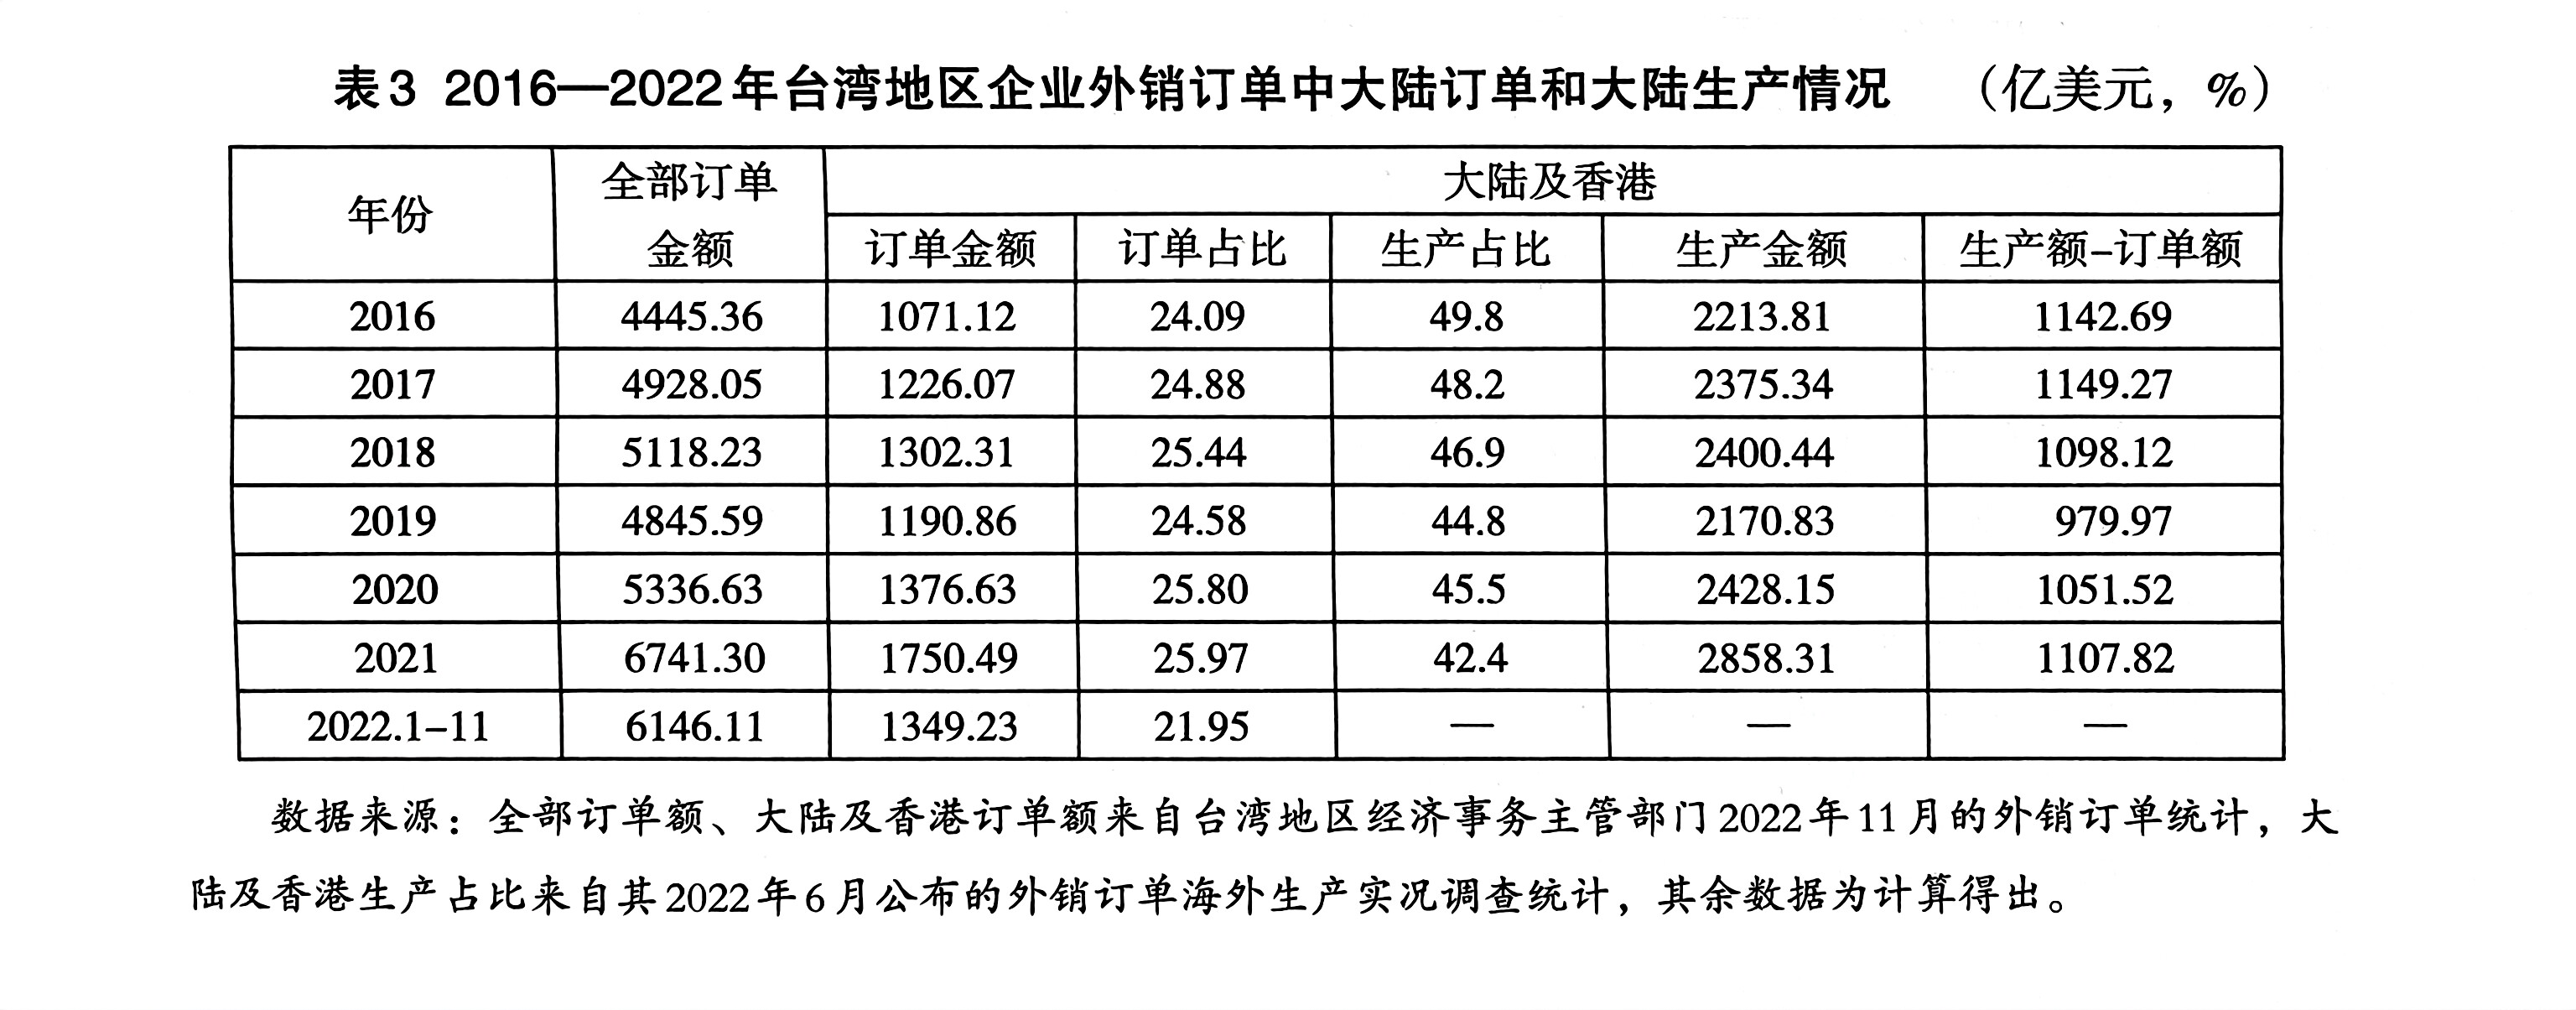 表3 2016—2022年台湾地区企业外销订单中大陆订单和大陆生产情况 （亿美元，%）
年份 全部订单金额 大陆及香港
订单金额 订单占比 生产占比 生产金额 生产额-订单额
2016 4445.36 1071.12 24.09 49.8 2213.81 1142.69
2017 4928.05 1226.07 24.88 48.2 2375.34 1149.27
2018 5118.23 1302.31 25.44 46.9 2400.44 1098.12
2019 4845.59 1190.86 24.58 44.8 2170.83 979.97
2020 5336.63 1376.63 25.80 45.5 2428.15 1051.52
2021 6741.30 1750.49 25.97 42.4 2858.31 1107.82
2022.1-11 6146.11 1349.23 21.95 — — —
数据来源：全部订单额、大陆及香港订单额来自台湾地区经济事务主管部门2022年11月的外销订单统计，大
陆及香港生产占比来自其2022年6月公布的外销订单海外生产实况调查统计，其余数据为计算得出。